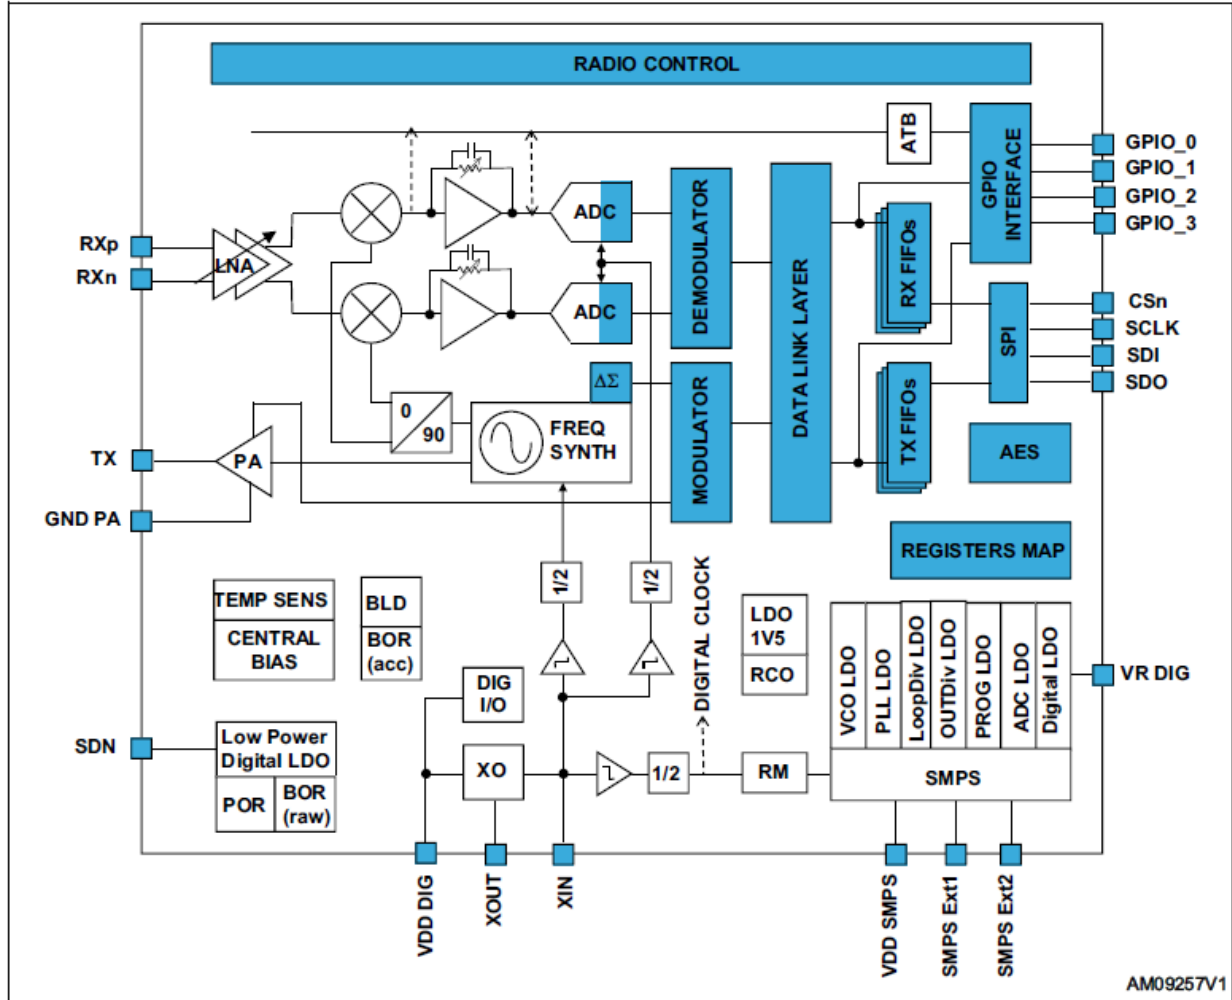 RADIO CONTROL
ATB
GPIO
INTERFACE
GPIO_0
GPIO_1
GPIO_2
GPIO_3
RXp
RXn
LNA
ADC
ADC
DEMODULATOR
DATA LINK LAYER
RX FIFOs
SPI
CSn
SCLK
SDI
SDO
ΔΣ
0
90
FREQ
SYNTH
MODULATOR
TX FIFOs
AES
TX
PA
GND PA
REGISTERS MAP
TEMP SENS
CENTRAL
BIAS
BLD
BOR
(acc)
1/2
1/2
DIGITAL CLOCK
LDO
1V5
RCO
VCO LDO
PLL LDO
LoopDiv LDO
OUTDiv LDO
PROG LDO
ADC LDO
Digital LDO
VR DIG
DIG
I/O
SDN
Low Power
Digital LDO
POR
BOR
(raw)
XO
1/2
RM
SMPS
VDD DIG
XOUT
XIN
VDD SMPS
SMPS Ext1
SMPS Ext2
AM09257V1